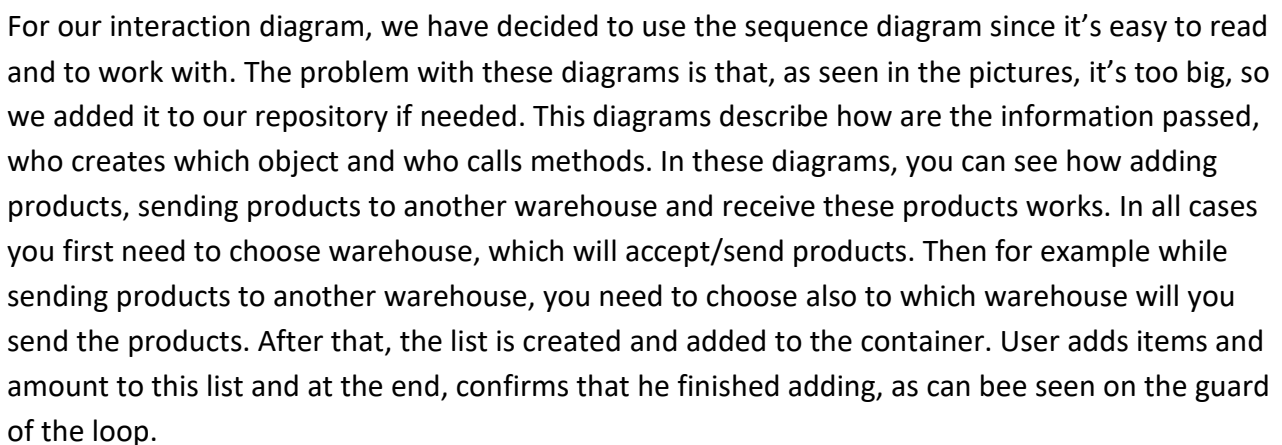 For our interaction diagram, we have decided to use the sequence diagram since it’s easy to read
and to work with. The problem with these diagrams is that, as seen in the pictures, it’s too big, so
we added it to our repository if needed. This diagrams describe how are the information passed,
who creates which object and who calls methods. In these diagrams, you can see how adding
products, sending products to another warehouse and receive these products works. In all cases
you first need to choose warehouse, which will accept/send products. Then for example while
sending products to another warehouse, you need to choose also to which warehouse will you
send the products. After that, the list is created and added to the container. User adds items and
amount to this list and at the end, confirms that he finished adding, as can bee seen on the guard
of the loop.